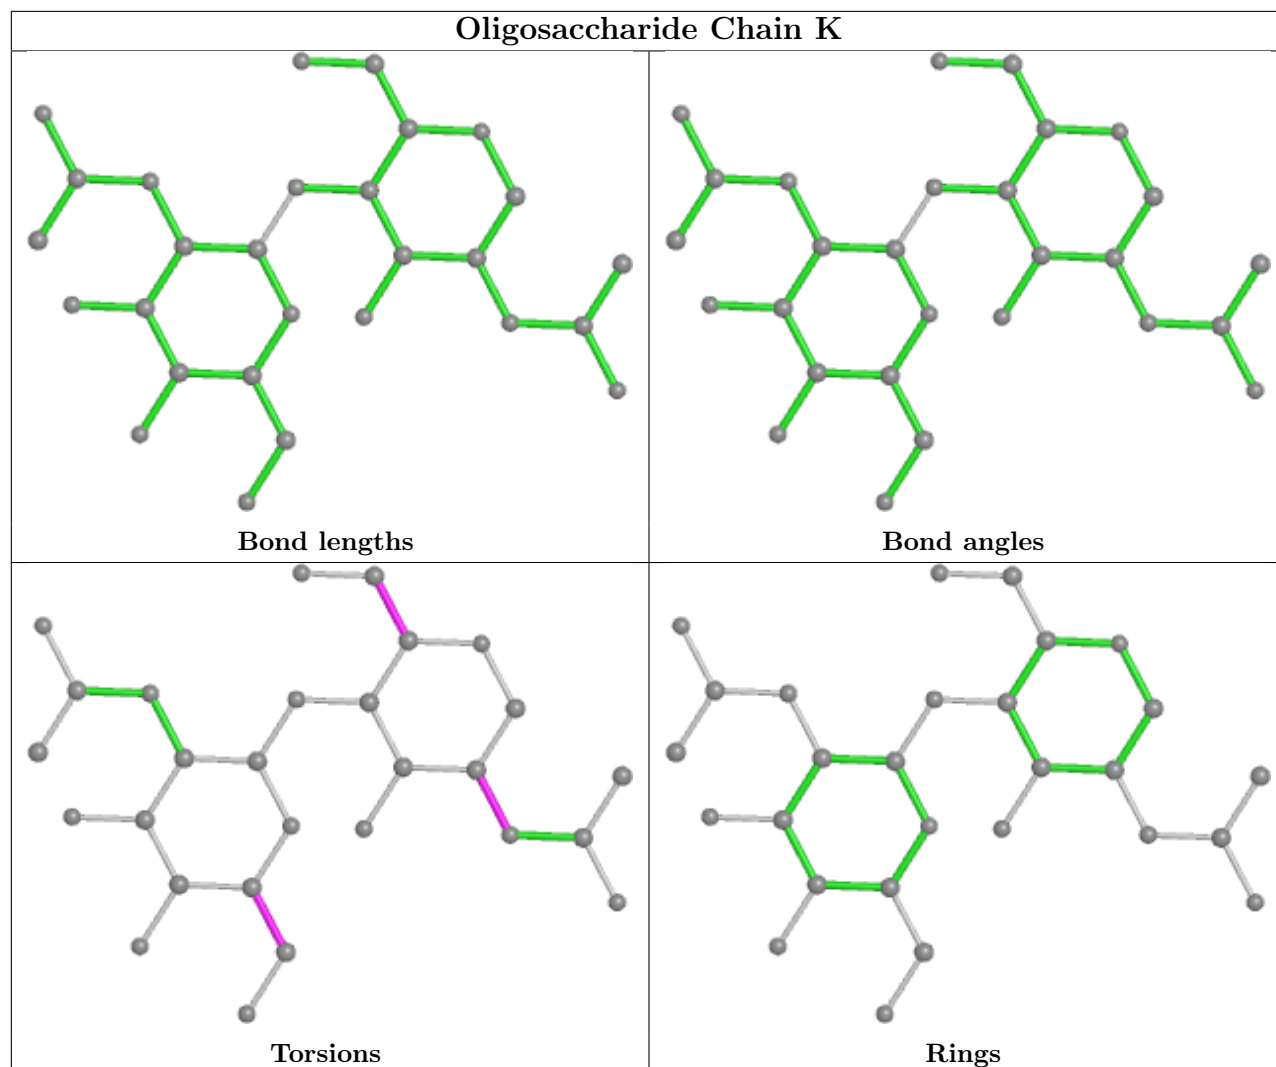 Oligosaccharide Chain K
Bond lengths
Bond angles
Torsions
Rings